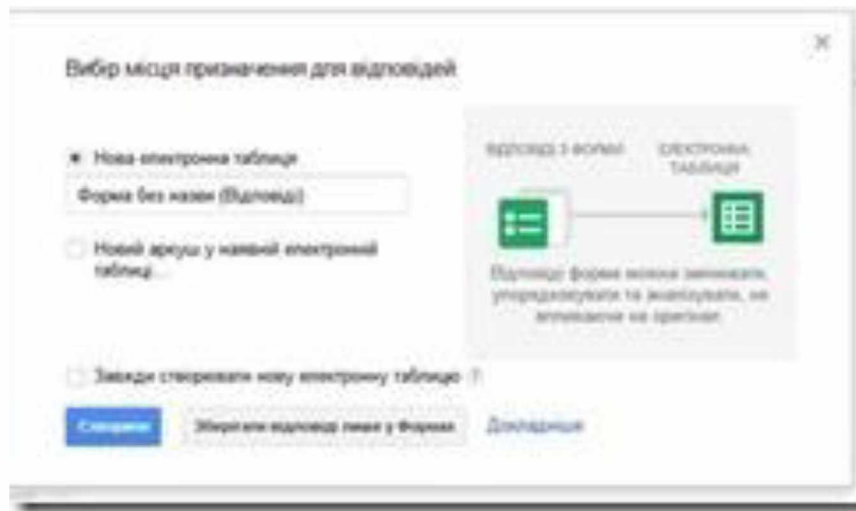 Вибір місця призначення для відповідей
Нова електронна таблиця
Форма без назви (Відповіді)
Новий аркуш у наявній електронній
таблиці...
ВІДПОВІДІ З ФОРМИ
ЕЛЕКТРОННА
ТАБЛИЦЯ
Відповіді форми можна змінювати,
упорядковувати та аналізувати, не
впливаючи на оригінал.
Завжди створювати нову електронну таблицю ?
Створити
Зберігати відповіді лише у Формах
Докладніше